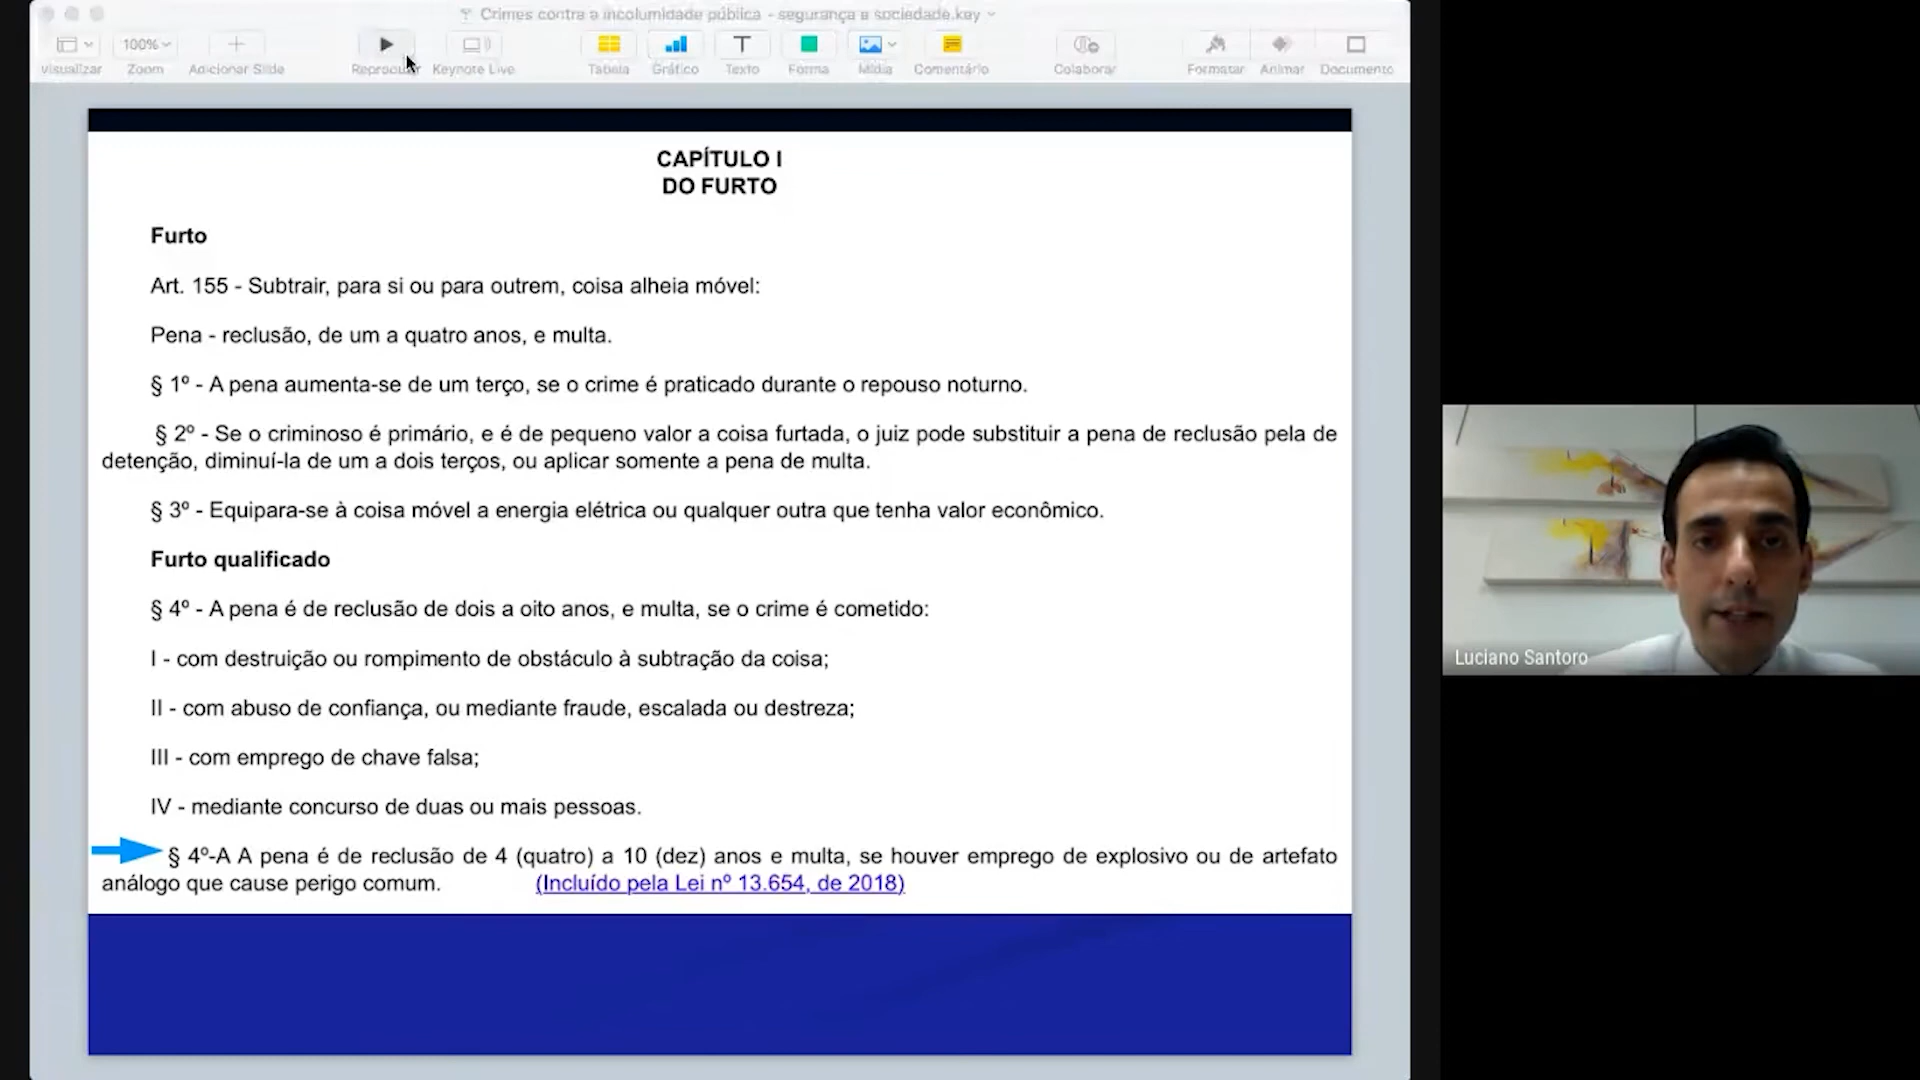 Crimes contra a incolumidade pública - segurança a sociedade.key
100%
Visualizar
Zoom
Adicionar Slide
Reproduzir
Keynote Live
Tabela
Gráfico
Texto
Forma
Mídia
Comentário
Colaborar
Formatar
Animar
Documento
CAPÍTULO I
DO FURTO
Furto
Art. 155 - Subtrair, para si ou para outrem, coisa alheia móvel:
Pena - reclusão, de um a quatro anos, e multa.
§ 1º - A pena aumenta-se de um terço, se o crime é praticado durante o repouso noturno.
§ 2º - Se o criminoso é primário, e é de pequeno valor a coisa furtada, o juiz pode substituir a pena de reclusão pela de
detenção, diminuí-la de um a dois terços, ou aplicar somente a pena de multa.
§ 3º - Equipara-se à coisa móvel a energia elétrica ou qualquer outra que tenha valor econômico.
Furto qualificado
§ 4º - A pena é de reclusão de dois a oito anos, e multa, se o crime é cometido:
I - com destruição ou rompimento de obstáculo à subtração da coisa;
II - com abuso de confiança, ou mediante fraude, escalada ou destreza;
III - com emprego de chave falsa;
IV - mediante concurso de duas ou mais pessoas.
§ 4º-A A pena é de reclusão de 4 (quatro) a 10 (dez) anos e multa, se houver emprego de explosivo ou de artefato
análogo que cause perigo comum. (Incluído pela Lei nº 13.654, de 2018)
Luciano Santoro